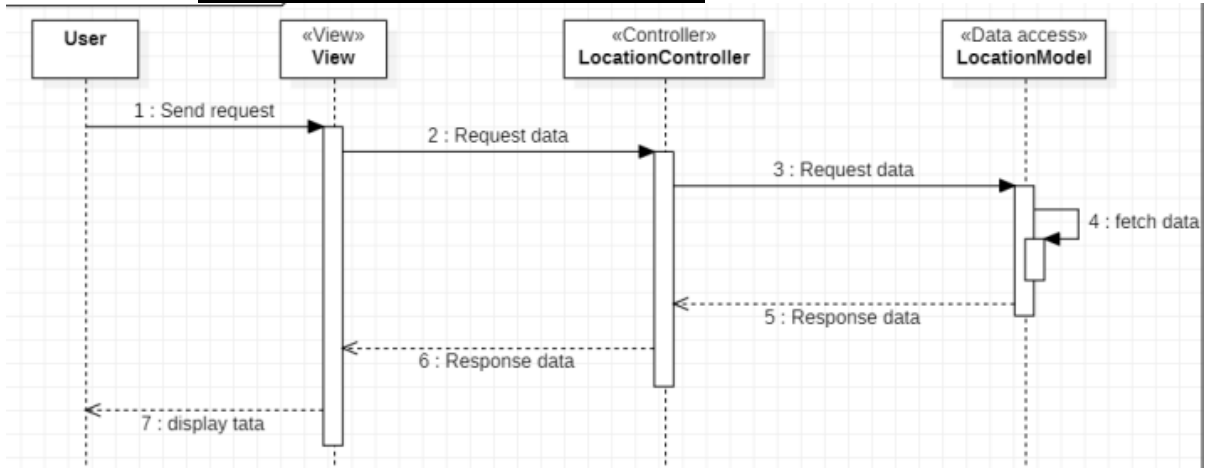 User
«View»
View
«Controller»
LocationController
«Data access»
LocationModel
1 : Send request
2 : Request data
3 : Request data
4 : fetch data
5 : Response data
6 : Response data
7 : display tata